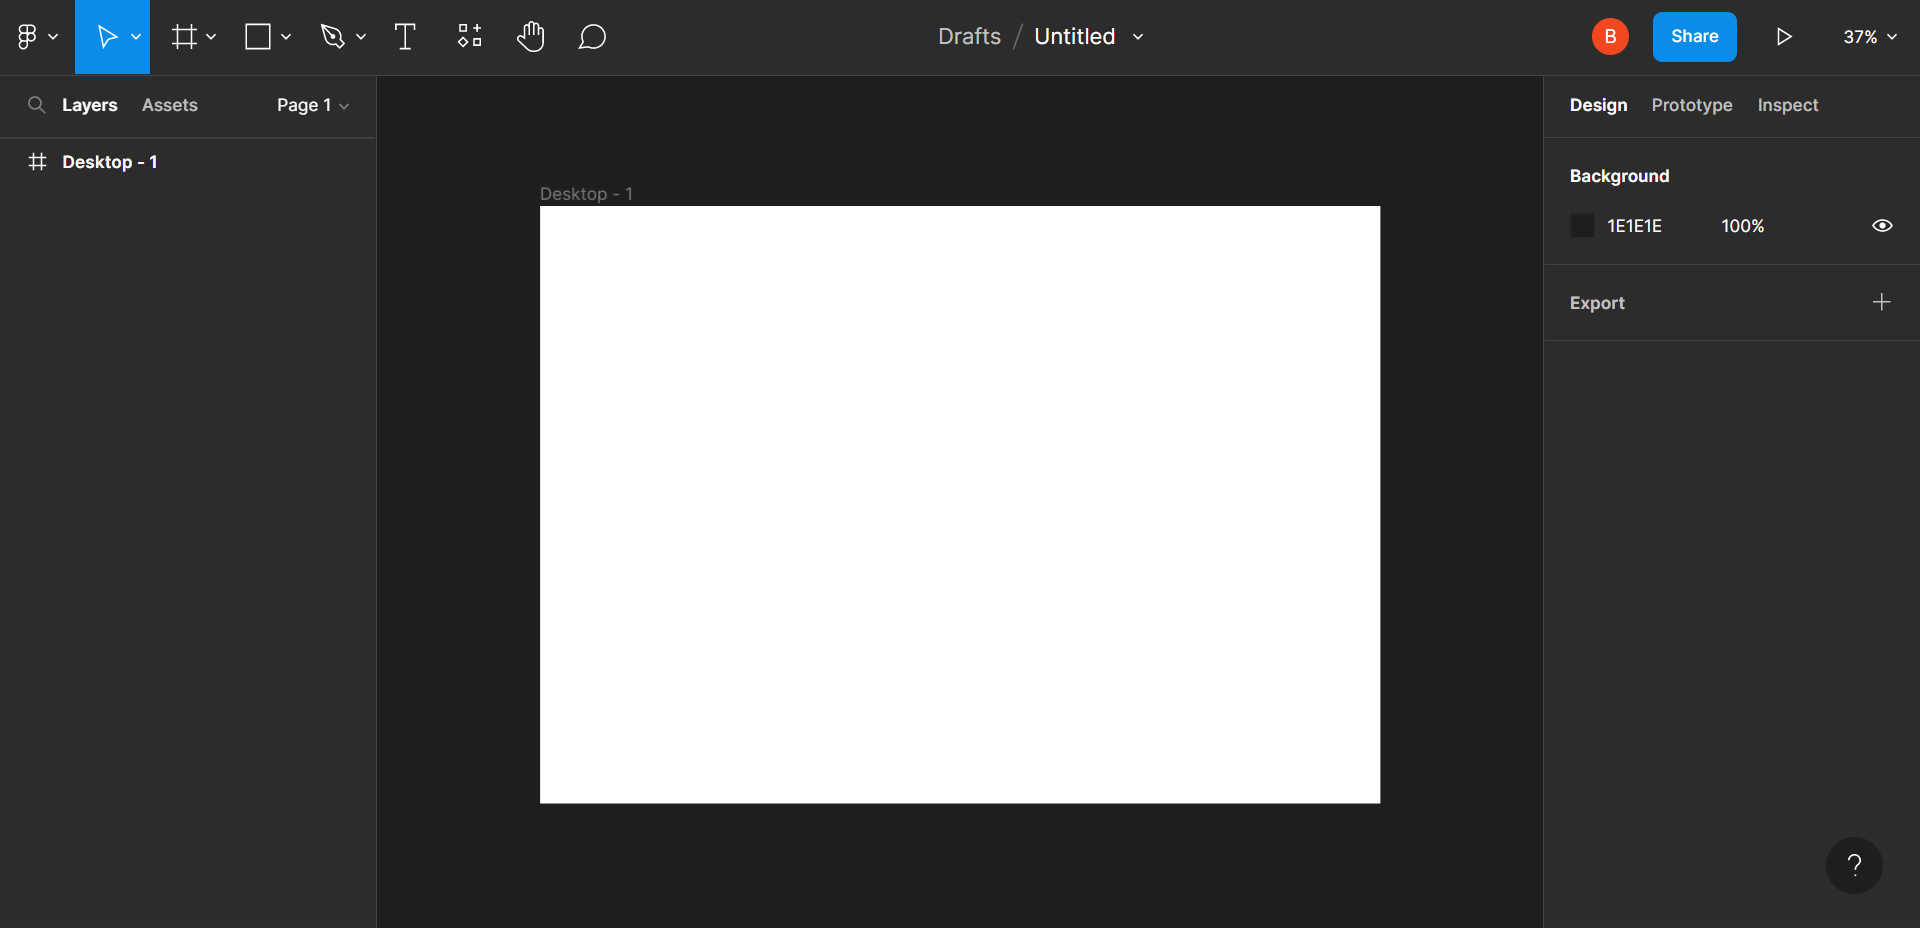 Drafts / Untitled
B
Share
37%
Layers Assets Page 1
Desktop - 1
Desktop - 1
Design Prototype Inspect
Background
1E1E1E 100%
Export
?